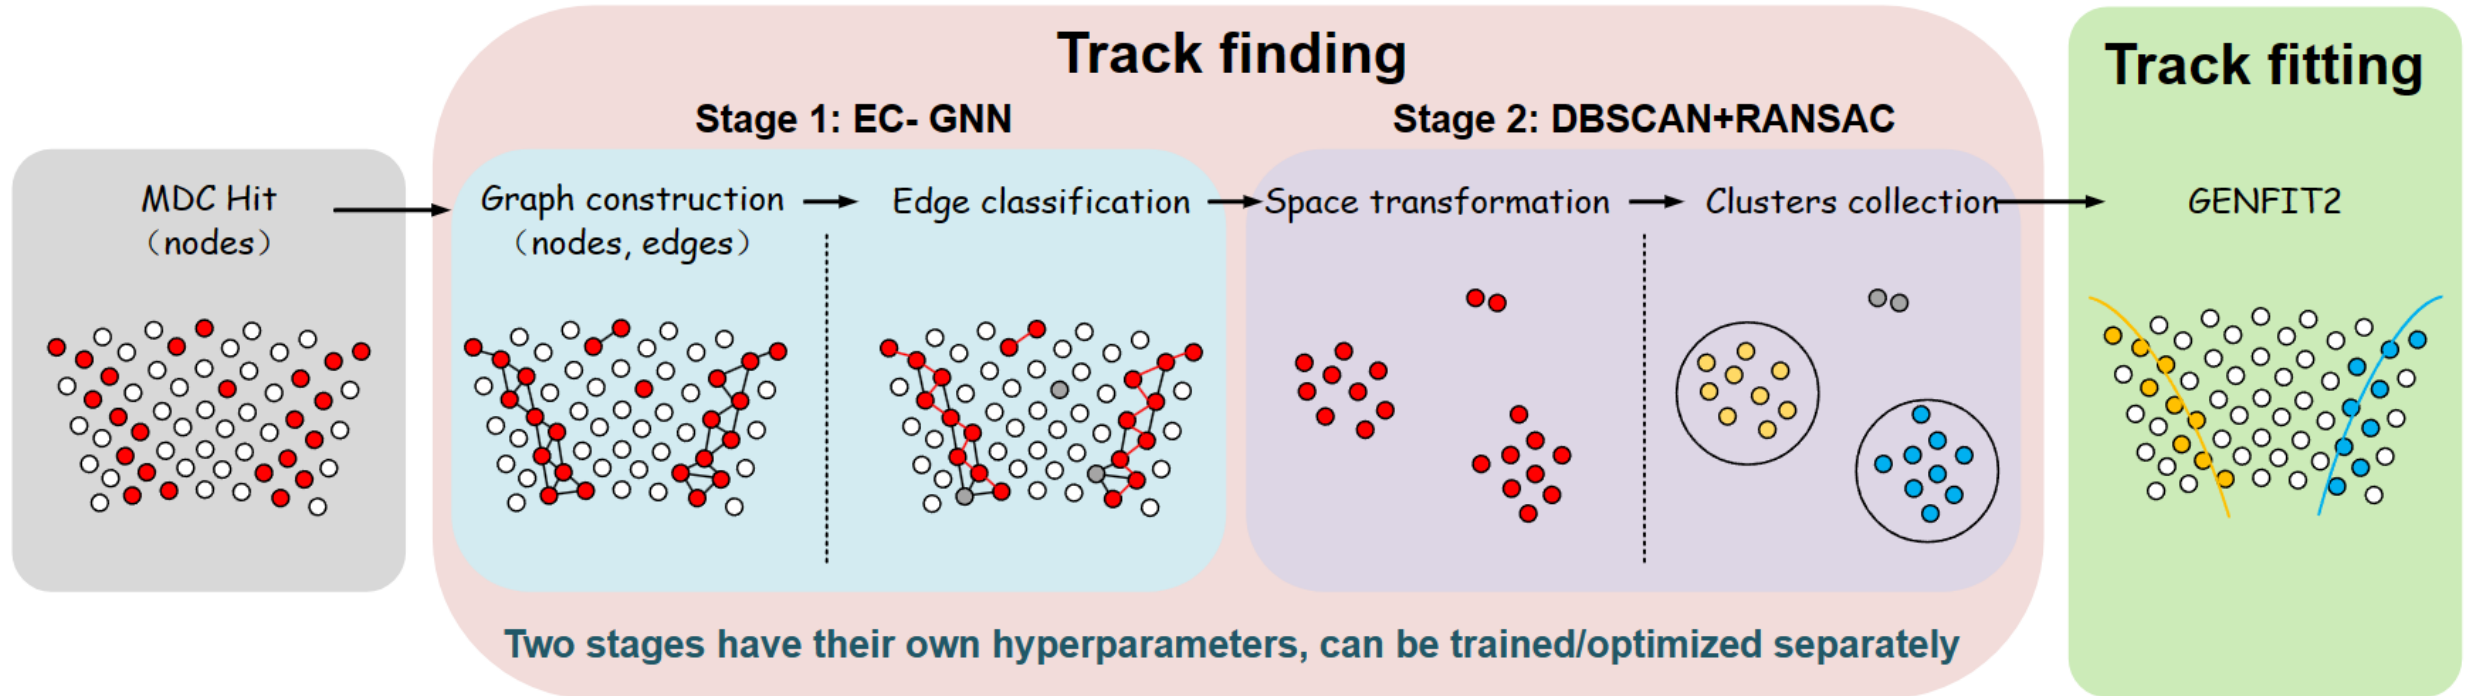 Track finding
Track fitting
Stage 1: EC- GNN
Stage 2: DBSCAN+RANSAC
MDC Hit
（nodes）
Graph construction
（nodes, edges）
Edge classification
Space transformation
Clusters collection
GENFIT2
Two stages have their own hyperparameters, can be trained/optimized separately